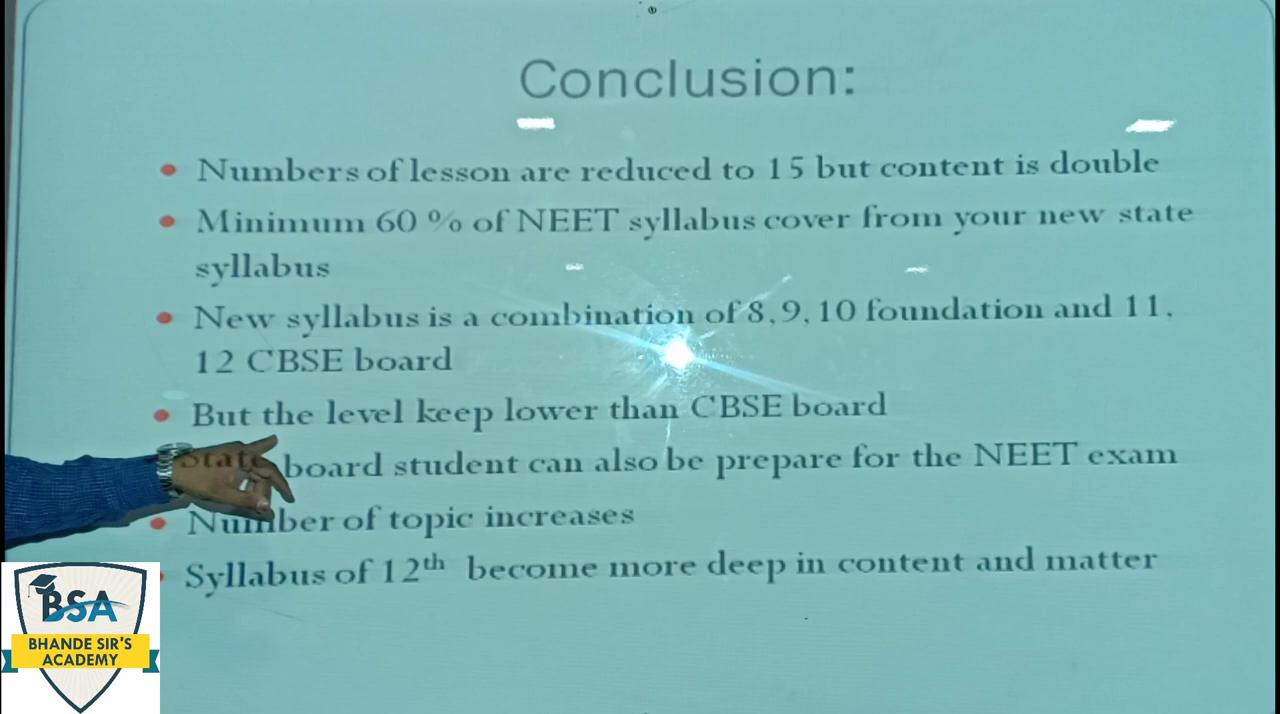 Conclusion:
Numbers of lesson are reduced to 15 but content is double
Minimum 60 % of NEET syllabus cover from your new state
syllabus
New syllabus is a combination of 8, 9, 10 foundation and 11,
12 CBSE board
But the level keep lower than CBSE board
State board student can also be prepare for the NEET exam
Number of topic increases
Syllabus of 12th become more deep in content and matter
BSA
BHANDE SIR'S
ACADEMY